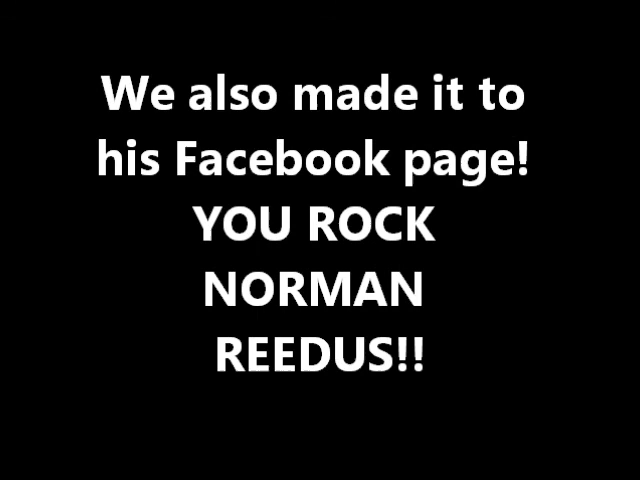 We also made it to
his Facebook page!
YOU ROCK
NORMAN
REEDUS!!